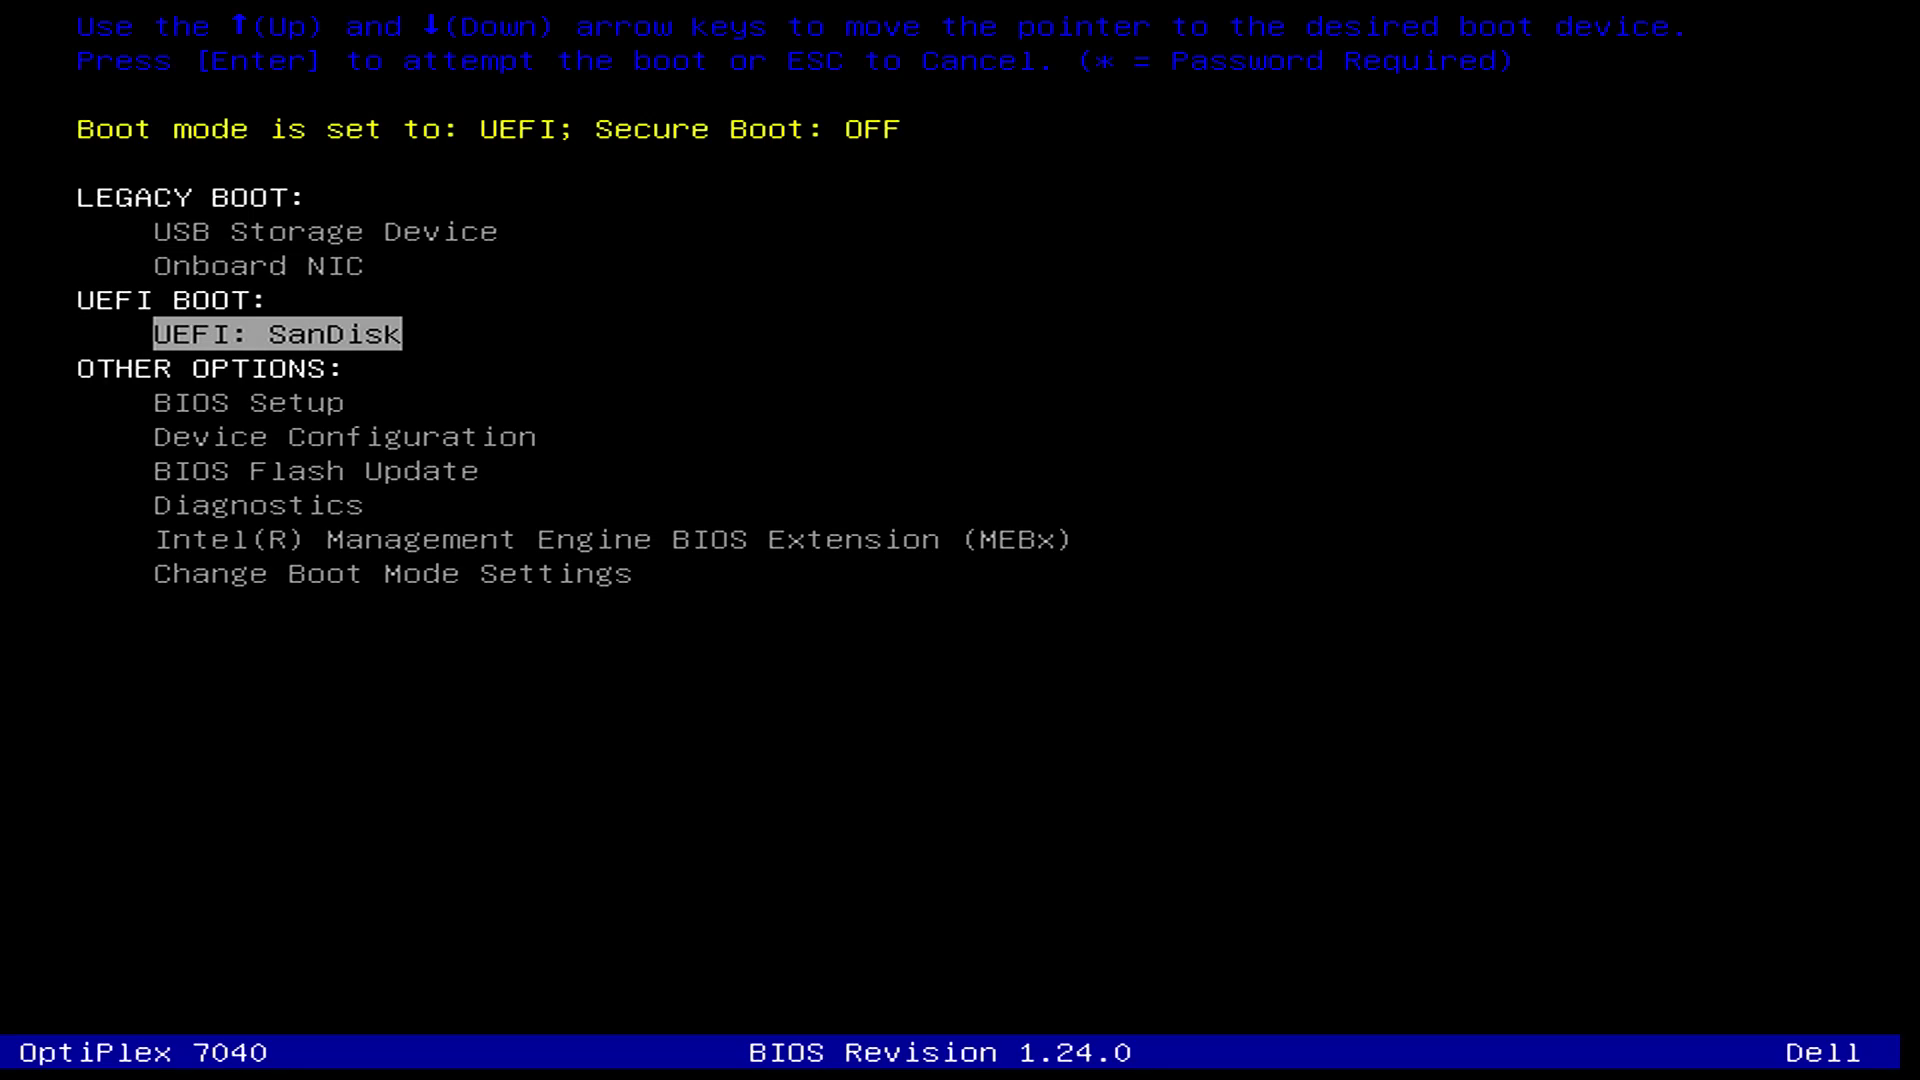 Use the ↑(Up) and ↓(Down) arrow keys to move the pointer to the desired boot device.
Press [Enter] to attempt the boot or ESC to Cancel. (* = Password Required)
Boot mode is set to: UEFI; Secure Boot: OFF
LEGACY BOOT:
USB Storage Device
Onboard NIC
UEFI BOOT:
UEFI: SanDisk
OTHER OPTIONS:
BIOS Setup
Device Configuration
BIOS Flash Update
Diagnostics
Intel(R) Management Engine BIOS Extension (MEBx)
Change Boot Mode Settings
OptiPlex 7040 BIOS Revision 1.24.0 Dell